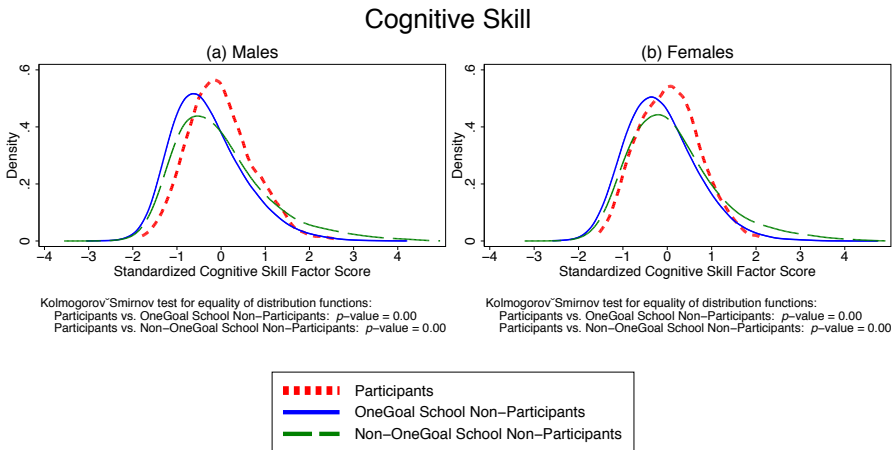 Cognitive Skill
(a) Males
(b) Females
Density
0 .2 .4 .6
−4 −3 −2 −1 0 1 2 3 4
Standardized Cognitive Skill Factor Score
Density
0 .2 .4 .6
−4 −3 −2 −1 0 1 2 3 4 5
Standardized Cognitive Skill Factor Score
Kolmogorov˘Smirnov test for equality of distribution functions:
Participants vs. OneGoal School Non−Participants: p−value = 0.00
Participants vs. Non−OneGoal School Non−Participants: p−value = 0.00
Kolmogorov˘Smirnov test for equality of distribution functions:
Participants vs. OneGoal School Non−Participants: p−value = 0.00
Participants vs. Non−OneGoal School Non−Participants: p−value = 0.00
Participants
OneGoal School Non−Participants
Non−OneGoal School Non−Participants